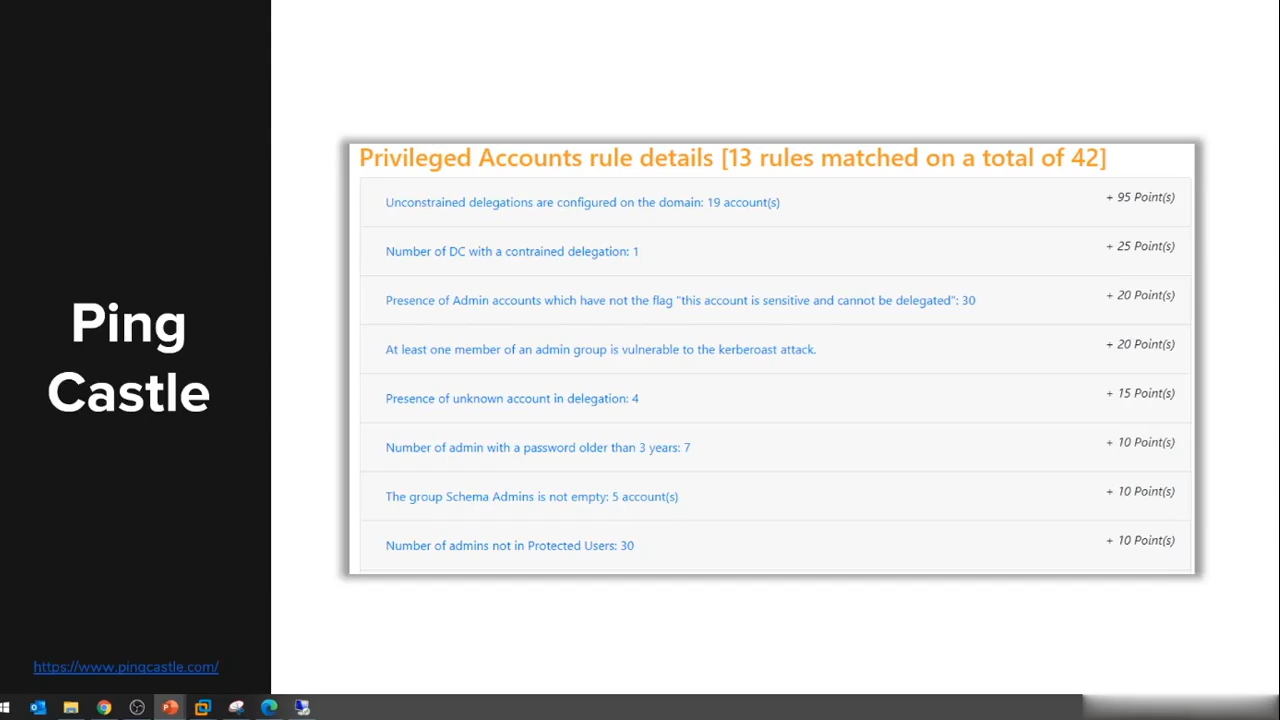 Ping
Castle
https://www.pingcastle.com/
Privileged Accounts rule details [13 rules matched on a total of 42]
Unconstrained delegations are configured on the domain: 19 account(s) + 95 Point(s)
Number of DC with a contrained delegation: 1 + 25 Point(s)
Presence of Admin accounts which have not the flag "this account is sensitive and cannot be delegated": 30 + 20 Point(s)
At least one member of an admin group is vulnerable to the kerberoast attack. + 20 Point(s)
Presence of unknown account in delegation: 4 + 15 Point(s)
Number of admin with a password older than 3 years: 7 + 10 Point(s)
The group Schema Admins is not empty: 5 account(s) + 10 Point(s)
Number of admins not in Protected Users: 30 + 10 Point(s)